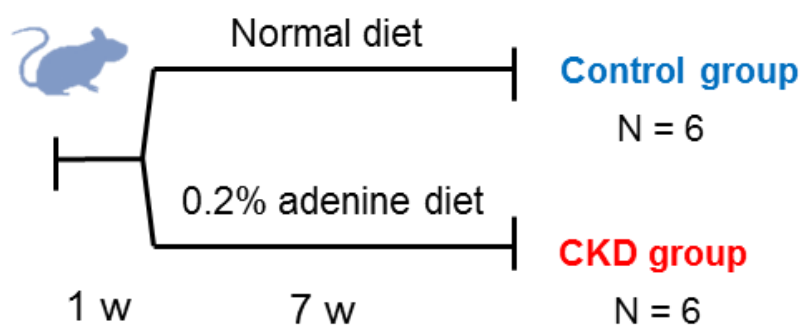 Normal diet
Control group
N = 6
0.2% adenine diet
CKD group
1 w
7 w
N = 6